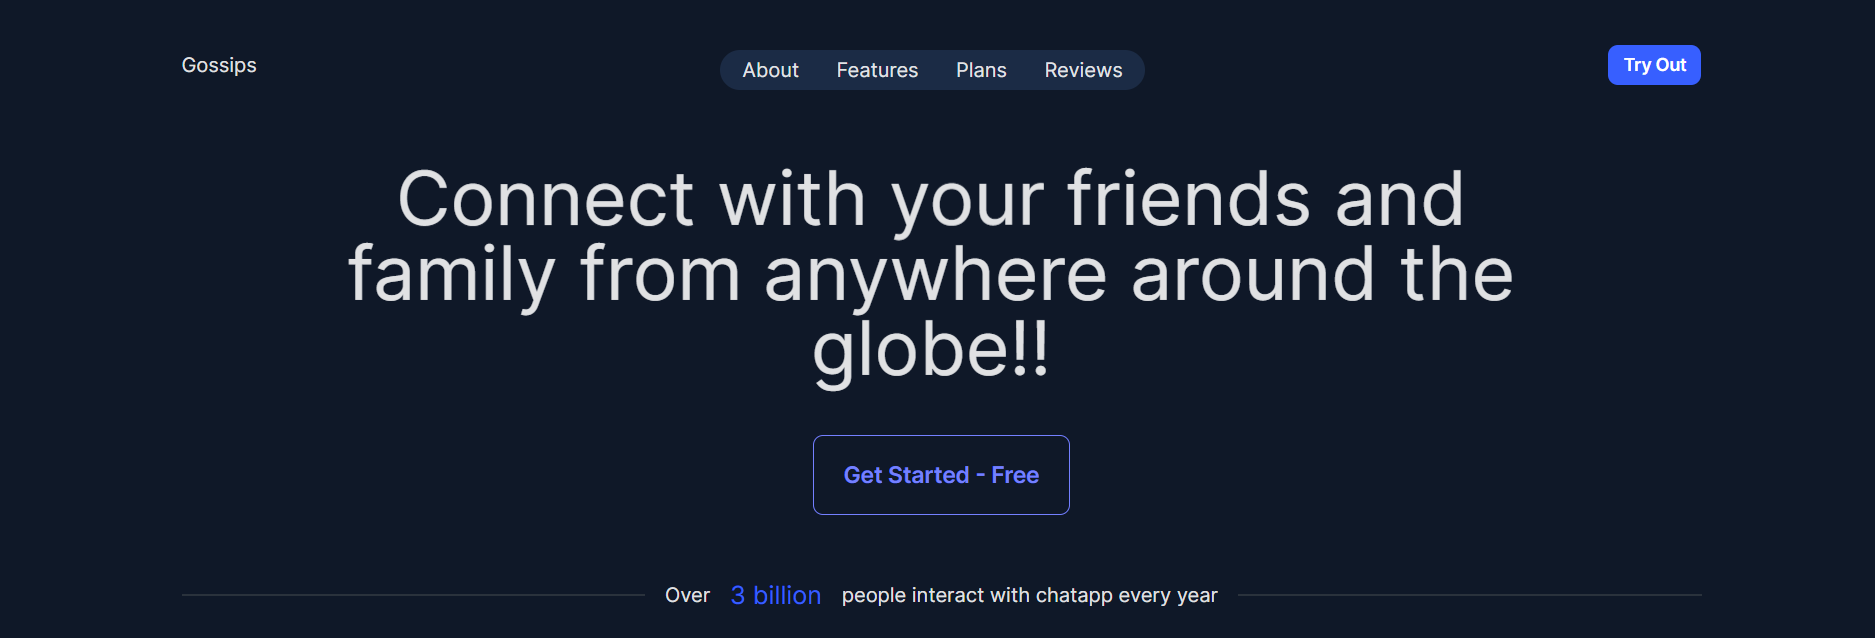 Gossips
About Features Plans Reviews
Try Out
Connect with your friends and
family from anywhere around the
globe!!
Get Started - Free
Over 3 billion people interact with chatapp every year